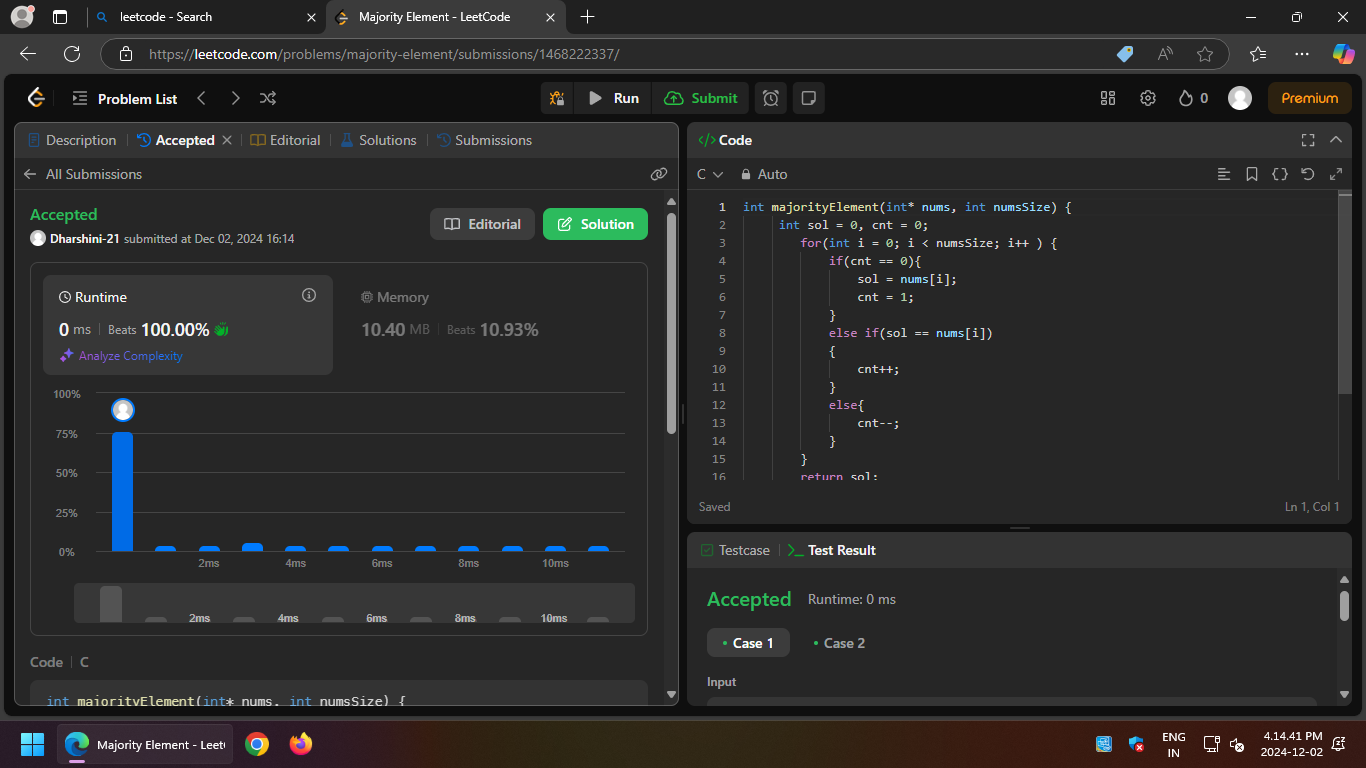 leetcode - Search
Majority Element - LeetCode
https://leetcode.com/problems/majority-element/submissions/1468222337/
Problem List
Run
Submit
0
Premium
Description
Accepted
Editorial
Solutions
Submissions
All Submissions
Accepted
Dharshini-21 submitted at Dec 02, 2024 16:14
Editorial
Solution
Runtime
0 ms Beats 100.00%
Analyze Complexity
Memory
10.40 MB Beats 10.93%
100%
75%
50%
25%
0%
2ms 4ms 6ms 8ms 10ms
2ms 4ms 6ms 8ms 10ms
Code C
int majorityElement(int* nums, int numsSize) {
</> Code
C Auto
1 int majorityElement(int* nums, int numsSize) {
2 int sol = 0, cnt = 0;
3 for(int i = 0; i < numsSize; i++ ) {
4 if(cnt == 0){
5 sol = nums[i];
6 cnt = 1;
7 }
8 else if(sol == nums[i])
9 {
10 cnt++;
11 }
12 else{
13 cnt--;
14 }
15 }
16 return sol;
Saved
Ln 1, Col 1
Testcase
Test Result
Accepted Runtime: 0 ms
Case 1
Case 2
Input
Majority Element - Leet
ENG
IN
4.14.41 PM
2024-12-02